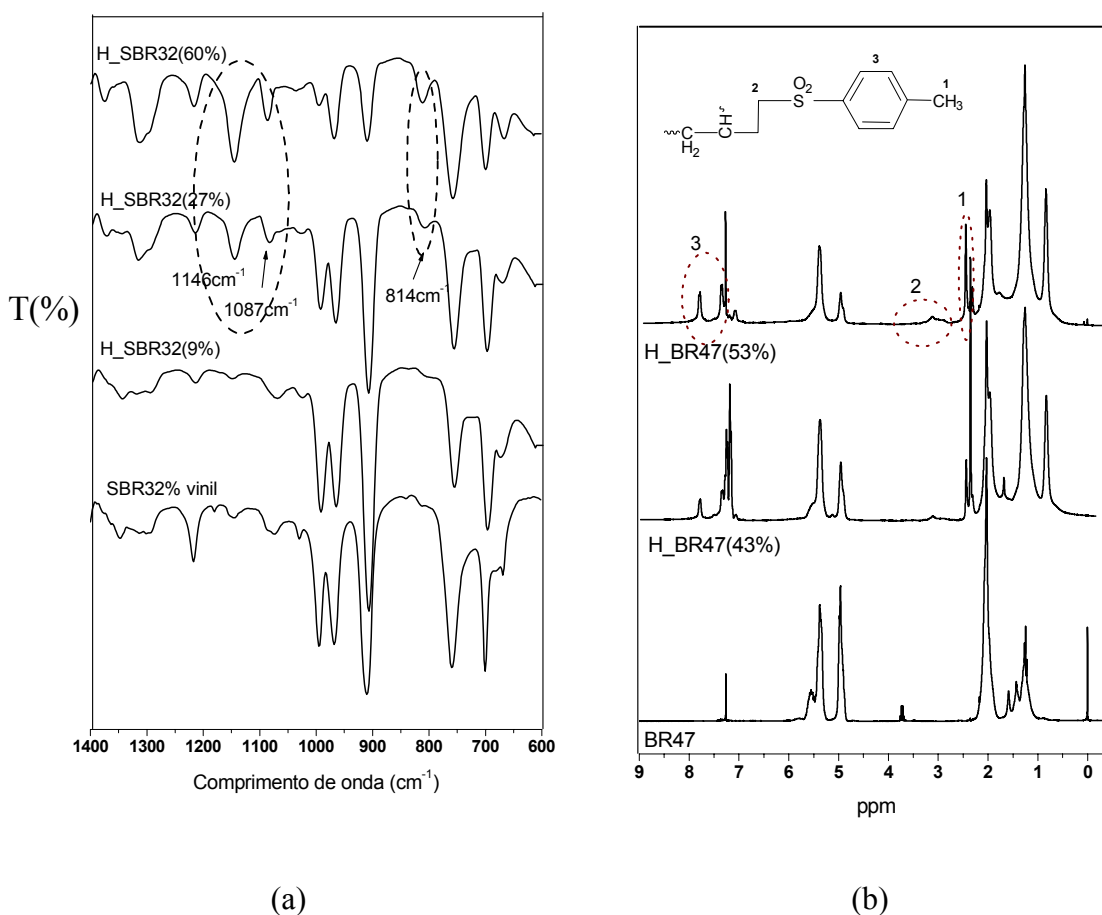 H_SBR32(60%)
H_SBR32(27%)
1146cm-1
1087cm-1
814cm-1
T(%)
H_SBR32(9%)
SBR32% vinil
1400 1300 1200 1100 1000 900 800 700 600
Comprimento de onda (cm-1)
(a)
3
2 O2 1
S CH3
CH
C
H2
1
3
2
H_BR47(53%)
H_BR47(43%)
BR47
9 8 7 6 5 4 3 2 1 0
ppm
(b)